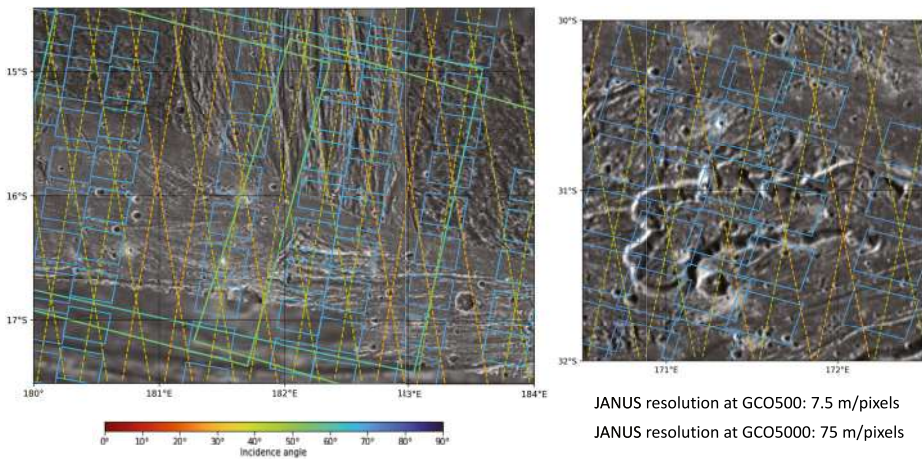 15°S
16°S
17°S
180°
181°E
182°E
143°E
184°E
0°
10°
20°
30°
40°
50°
60°
70°
80°
90°
Incidence angle
30°S
31°S
32°S
171°E
172°E
JANUS resolution at GCO500: 7.5 m/pixels
JANUS resolution at GCO5000: 75 m/pixels